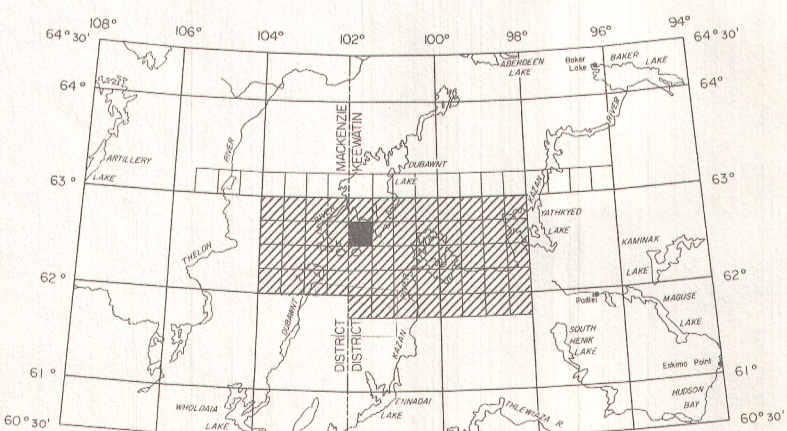 108°
106°
104°
102°
100°
98°
96°
94°
64° 30'
64° 30'
ABERDEEN
LAKE
Baker
Lake
BAKER LAKE
64°
64°
MACKENZIE
KEEWATIN
RIVER
RIVER
ARTILLERY
LAKE
DUBAWNT
LAKE
63°
63°
KAZAN
RIVER
YATHKYED
LAKE
THELON
KAMINAK
LAKE
62°
62°
RIVER
DUBAWNT
Padlei
MAGUSE
LAKE
DISTRICT
DISTRICT
KAZAN
SOUTH
HENIK
LAKE
Eskimo Point
61°
61°
WHOLDAIA
LAKE
ENNADAI
LAKE
THLEWIAZA R.
HUDSON
BAY
60° 30'
60° 30'